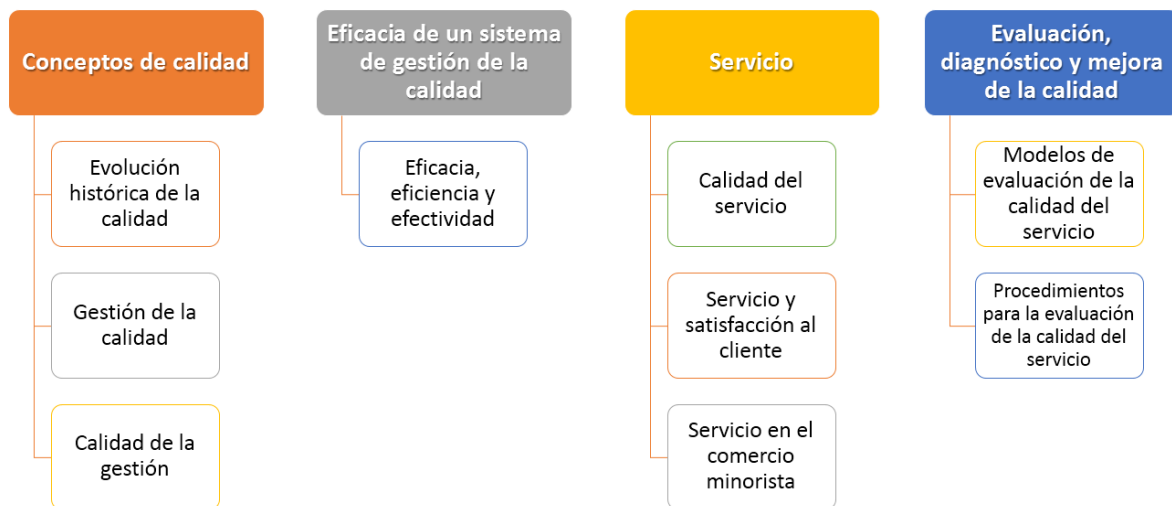 Conceptos de calidad
Evolución
histórica de la
calidad
Gestión de la
calidad
Calidad de la
gestión
Eficacia de un sistema
de gestión de la
calidad
Eficacia,
eficiencia y
efectividad
Servicio
Calidad del
servicio
Servicio y
satisfacción al
cliente
Servicio en el
comercio
minorista
Evaluación,
diagnóstico y mejora
de la calidad
Modelos de
evaluación de la
calidad del
servicio
Procedimientos
para la evaluación
de la calidad del
servicio